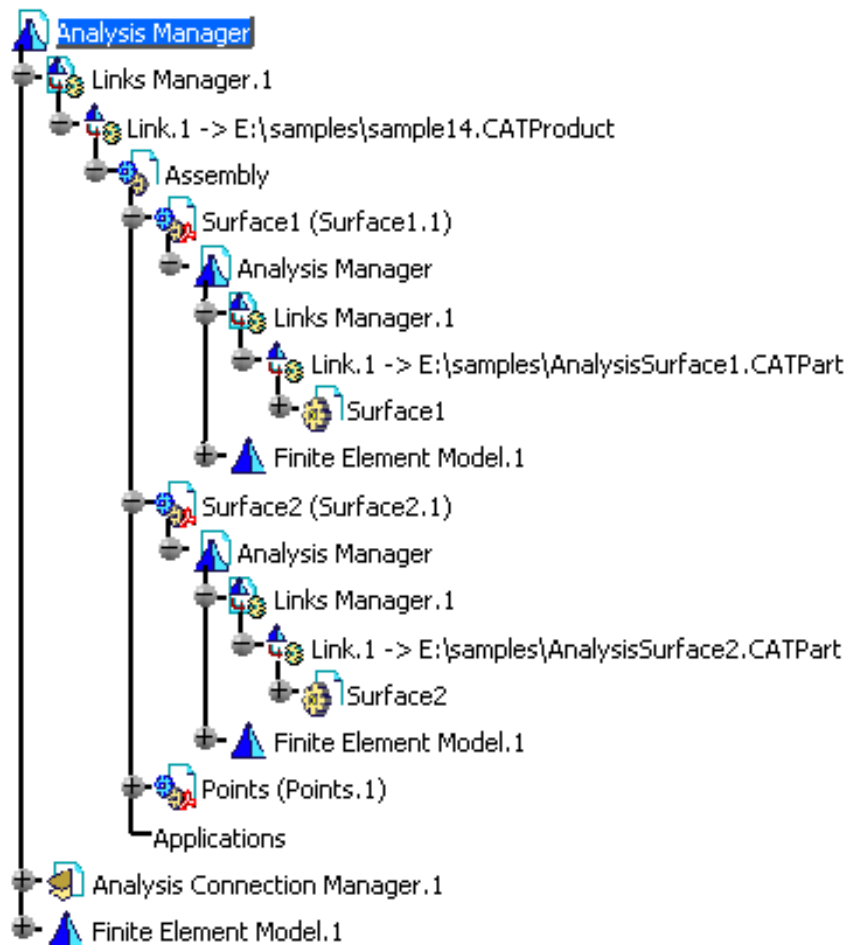 Analysis Manager
Links Manager.1
Link.1 -> E:\samples\sample14.CATProduct
Assembly
Surface1 (Surface1.1)
Analysis Manager
Links Manager.1
Link.1 -> E:\samples\AnalysisSurface1.CATPart
Surface1
Finite Element Model.1
Surface2 (Surface2.1)
Analysis Manager
Links Manager.1
Link.1 -> E:\samples\AnalysisSurface2.CATPart
Surface2
Finite Element Model.1
Points (Points.1)
Applications
Analysis Connection Manager.1
Finite Element Model.1